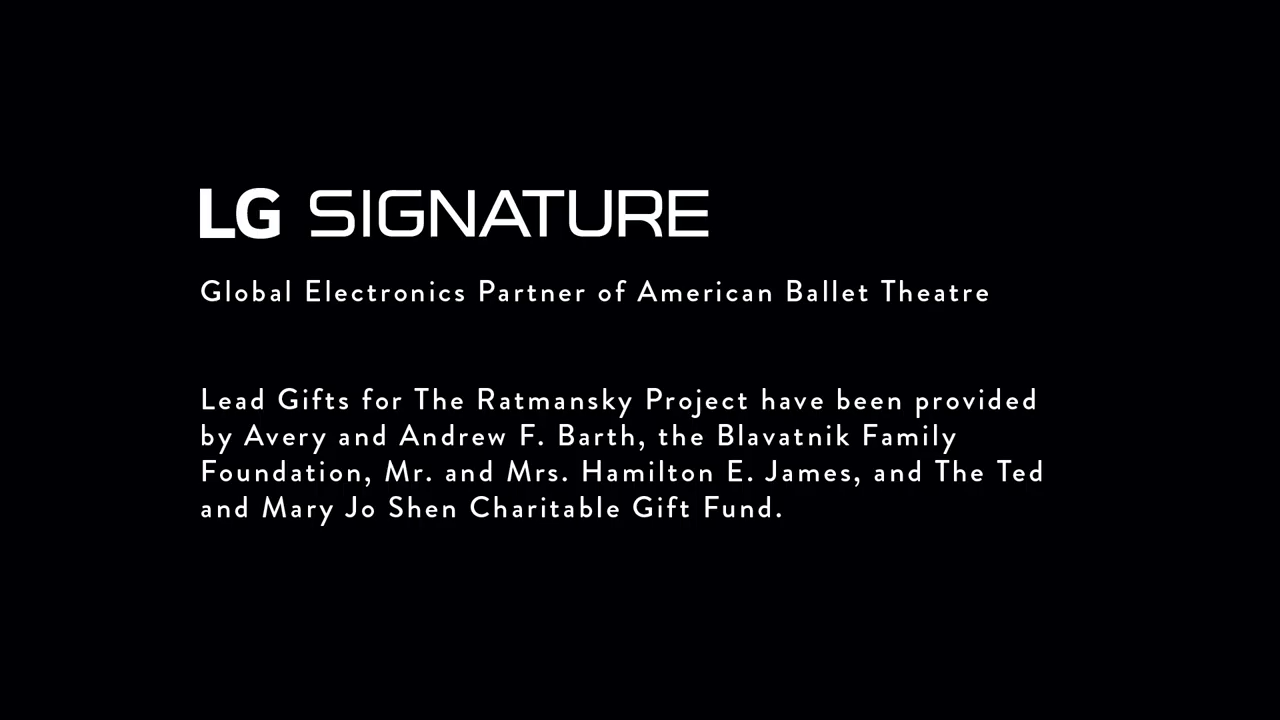 LG SIGNATURE
Global Electronics Partner of American Ballet Theatre
Lead Gifts for The Ratmansky Project have been provided
by Avery and Andrew F. Barth, the Blavatnik Family
Foundation, Mr. and Mrs. Hamilton E. James, and The Ted
and Mary Jo Shen Charitable Gift Fund.